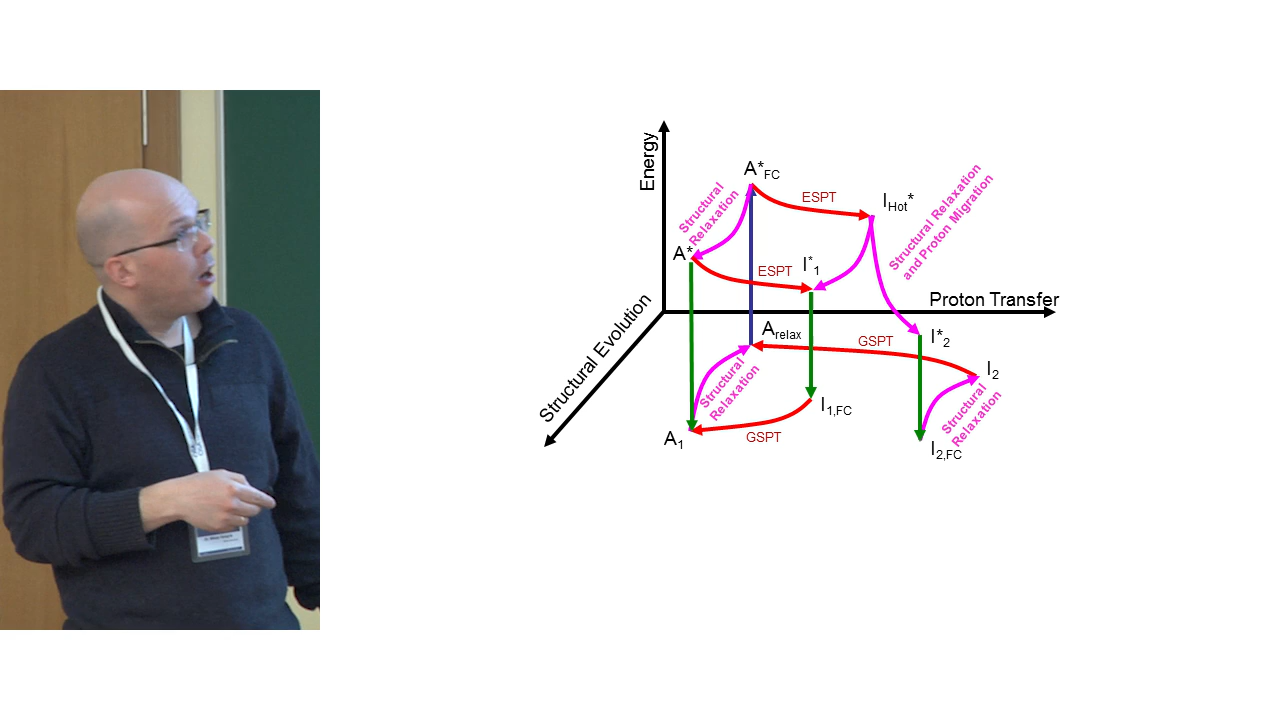 Energy
A*FC
ESPT
IHot*
Structural
Relaxation
Structural Relaxation
and Proton Migration
A*
I*1
ESPT
Proton Transfer
Structural Evolution
Arelax
GSPT
I*2
I2
Structural
Relaxation
I1,FC
Structural
Relaxation
A1
GSPT
I2,FC